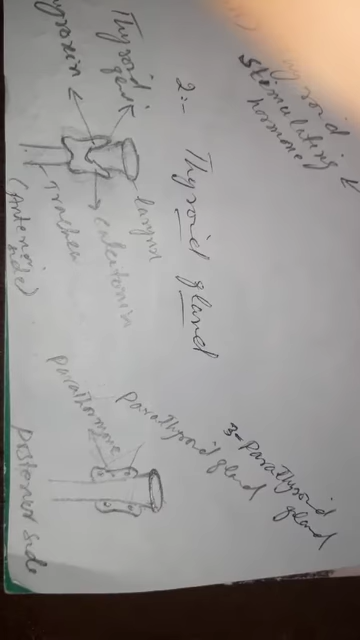 Stimulating
hormone
2:- Thyroid gland
Thyroid
gland
larynx
calcitonin
Trachea
(Anterior
side)
3- Parathyroid
gland
Parathyroid gland
Parathormone
Posterior side